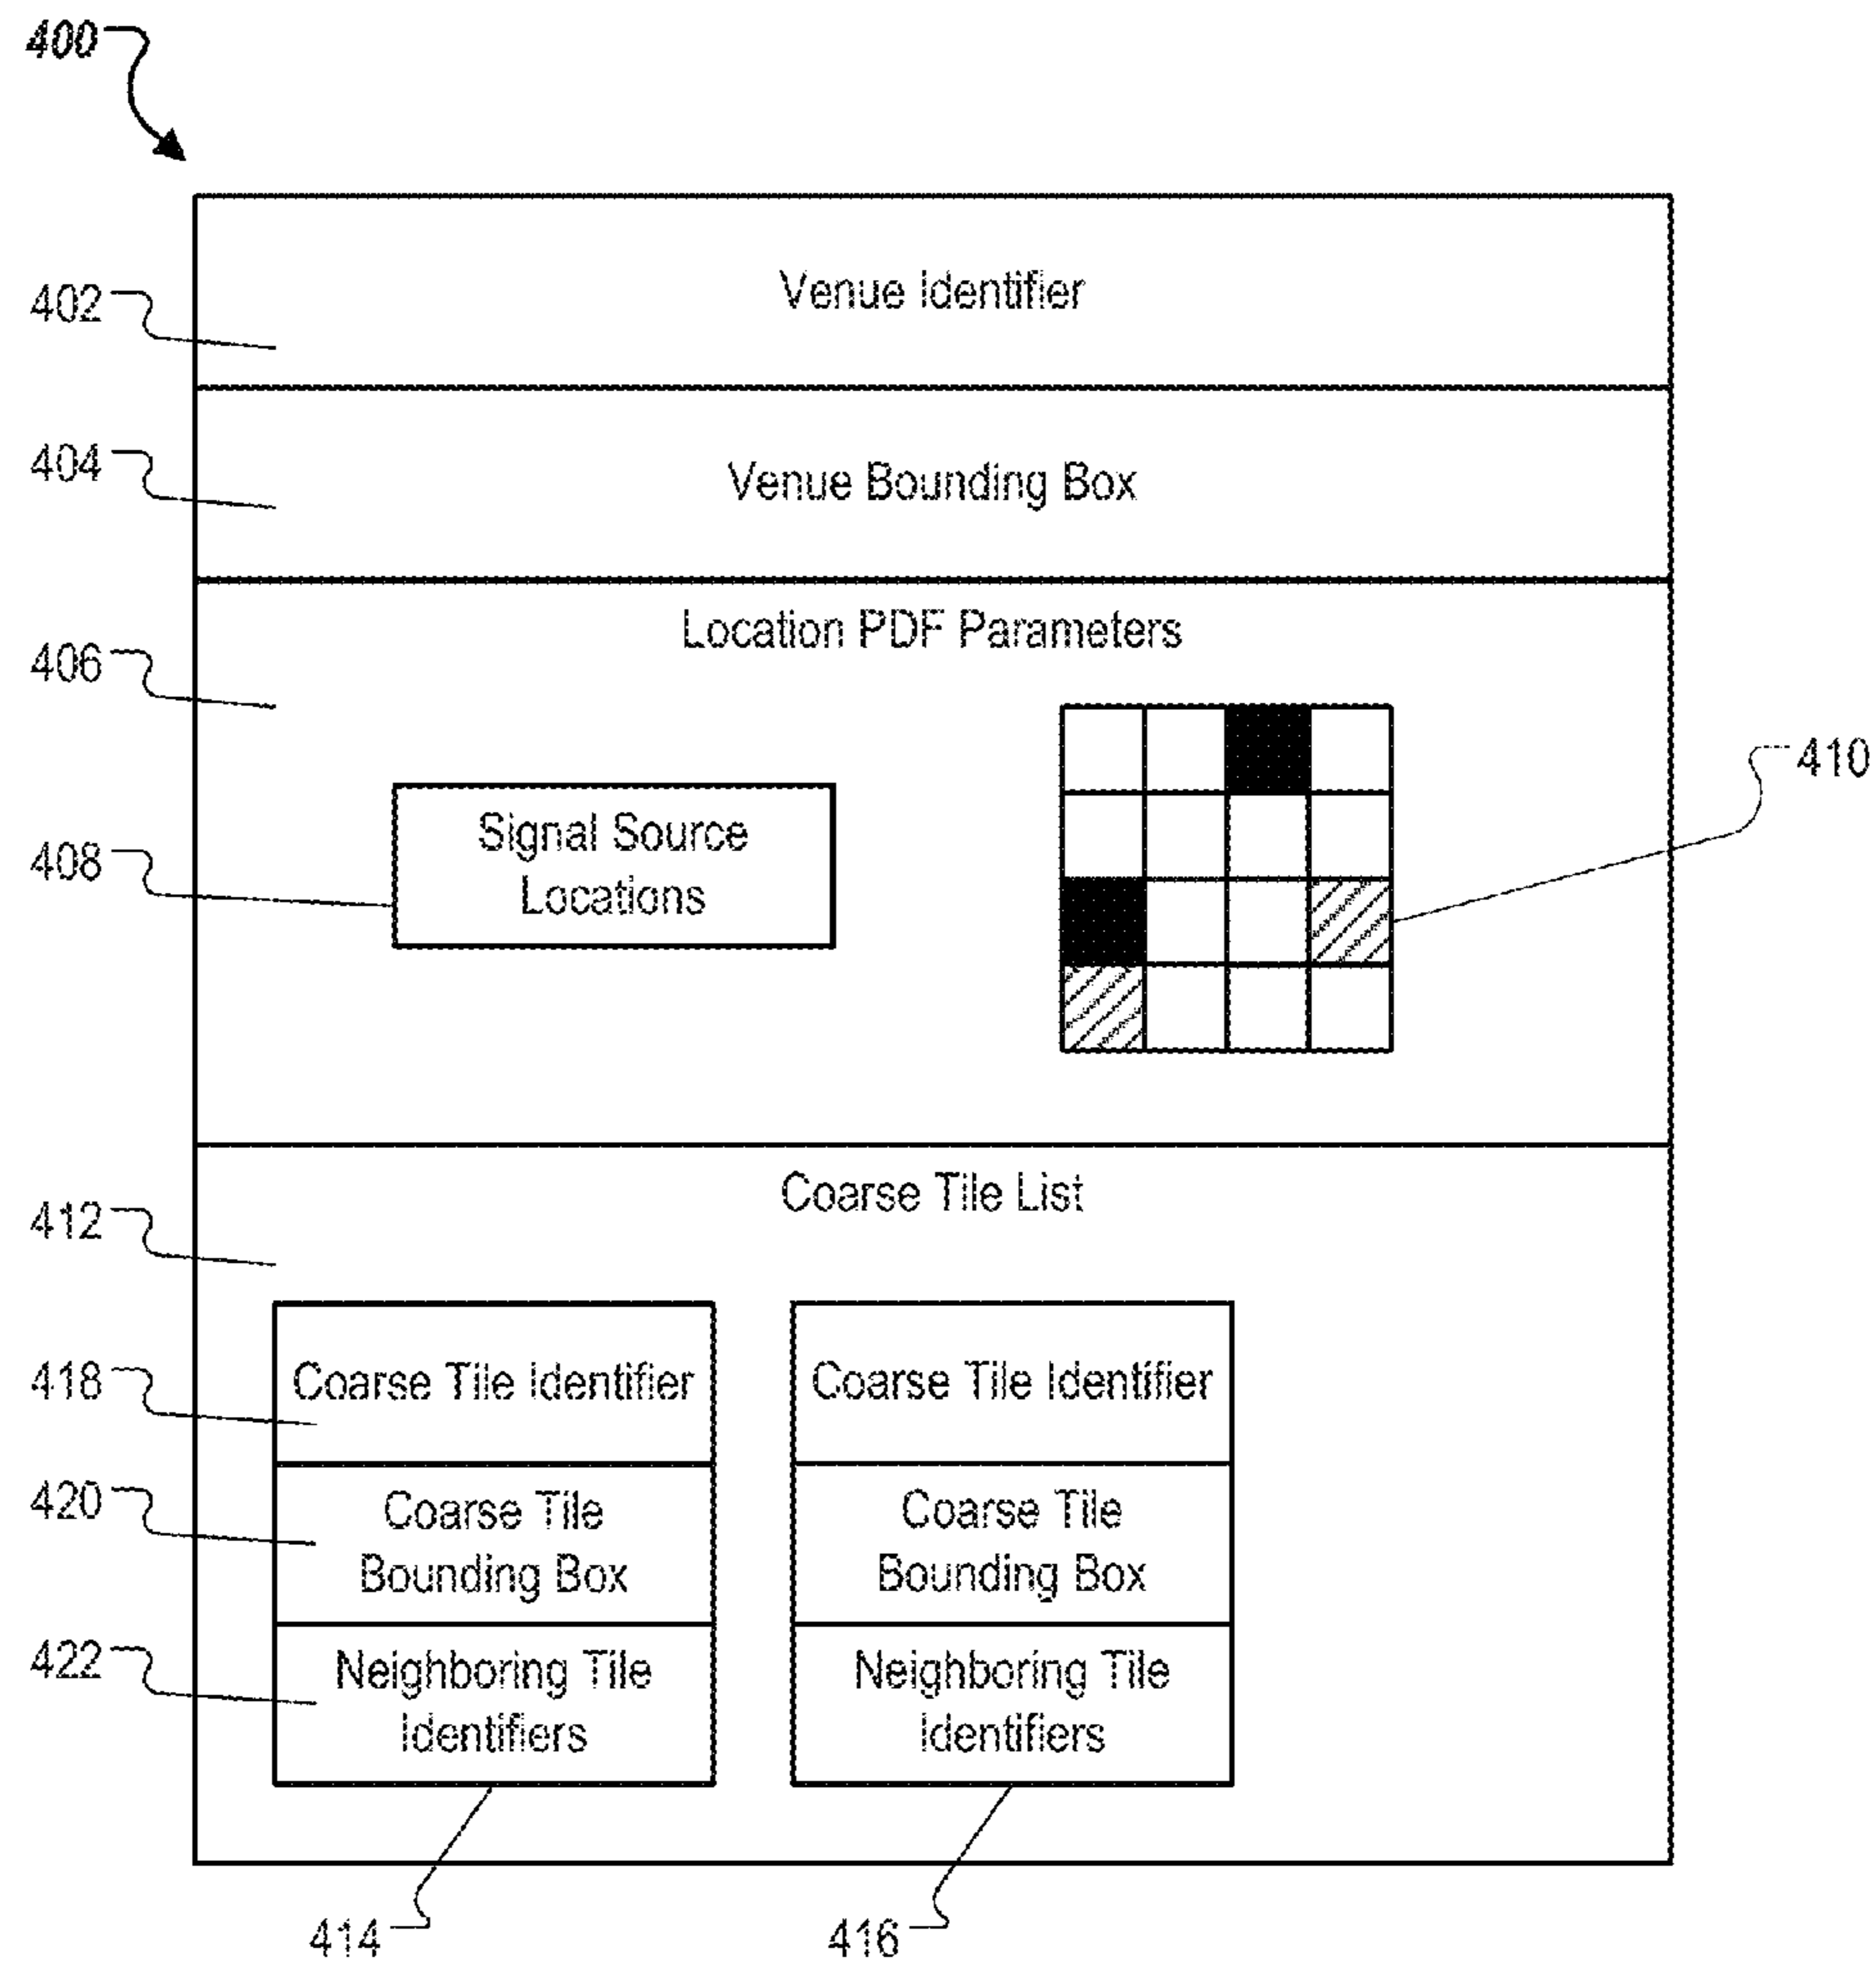 400
402
Venue Identifier
404
Venue Bounding Box
Location PDF Parameters
406
410
408
Signal Source
Locations
Coarse Tile List
412
418
Coarse Tile Identifier
Coarse Tile Identifier
420
Coarse Tile
Bounding Box
Coarse Tile
Bounding Box
422
Neighboring Tile
Identifiers
Neighboring Tile
Identifiers
414
416